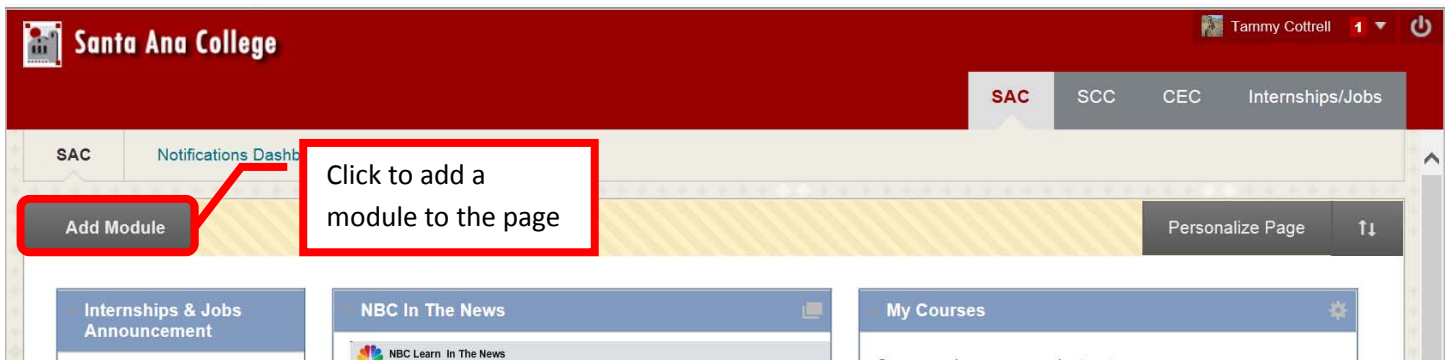 Santa Ana College
Tammy Cottrell 1
SAC SCC CEC Internships/Jobs
SAC Notifications Dashb
Click to add a
module to the page
Add Module
Personalize Page
Internships & Jobs
Announcement
NBC In The News
My Courses
NBC Learn In The News